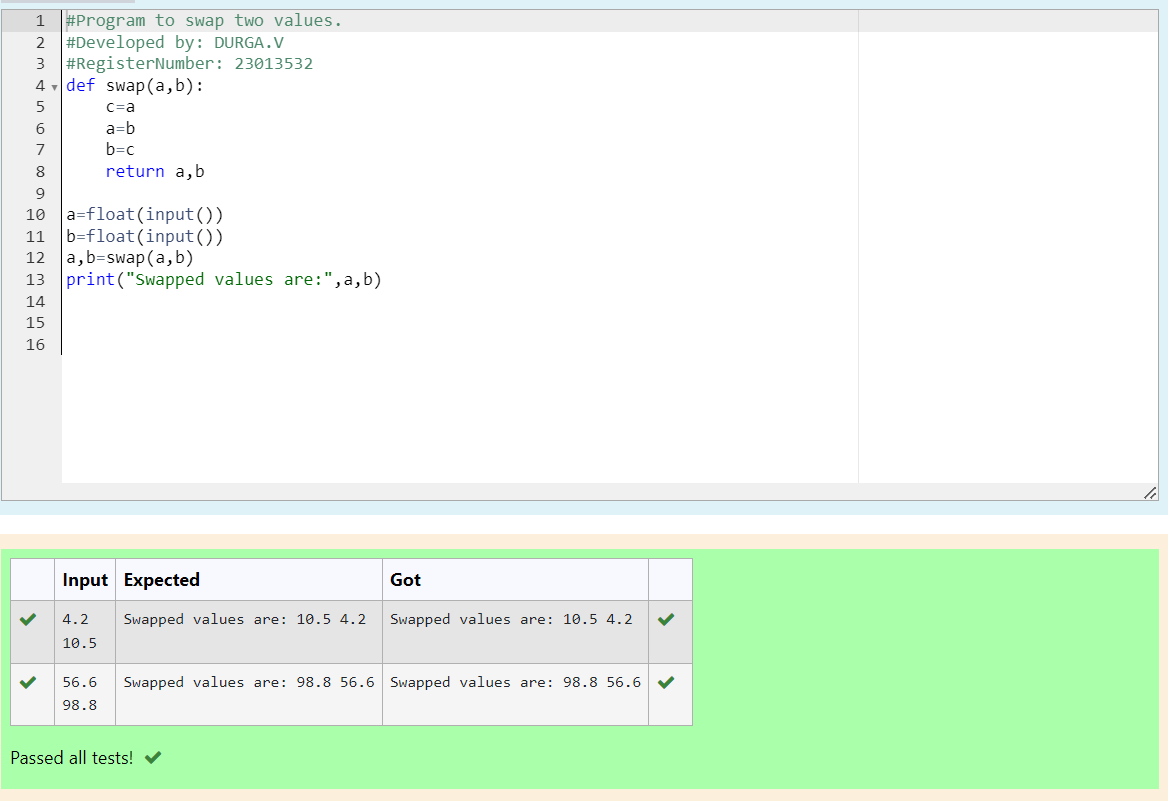 1 #Program to swap two values.
2 #Developed by: DURGA.V
3 #RegisterNumber: 23013532
4 def swap(a,b):
5     c=a
6     a=b
7     b=c
8     return a,b
9
10 a=float(input())
11 b=float(input())
12 a,b=swap(a,b)
13 print("Swapped values are:",a,b)
14
15
16
Input Expected Got
4.2 Swapped values are: 10.5 4.2 Swapped values are: 10.5 4.2
10.5
56.6 Swapped values are: 98.8 56.6 Swapped values are: 98.8 56.6
98.8
Passed all tests!